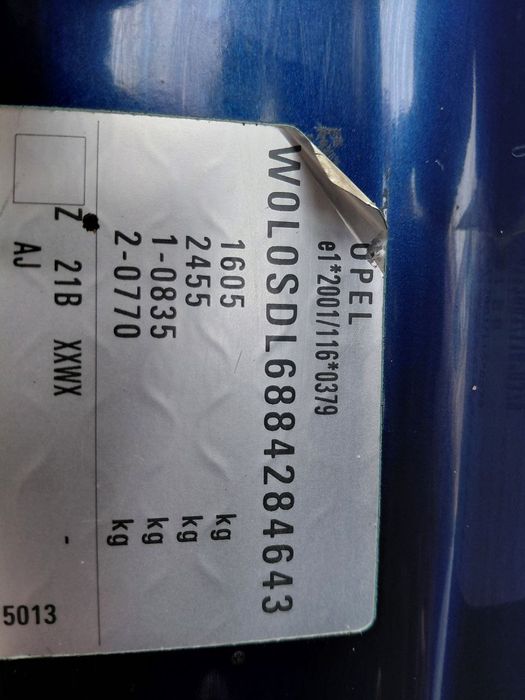 OPEL
e1*2001/116*0379
W0L0SDL6884284643
1605 kg
2455 kg
1-0835 kg
2-0770 kg
Z 21B XXWX -
AJ 5013